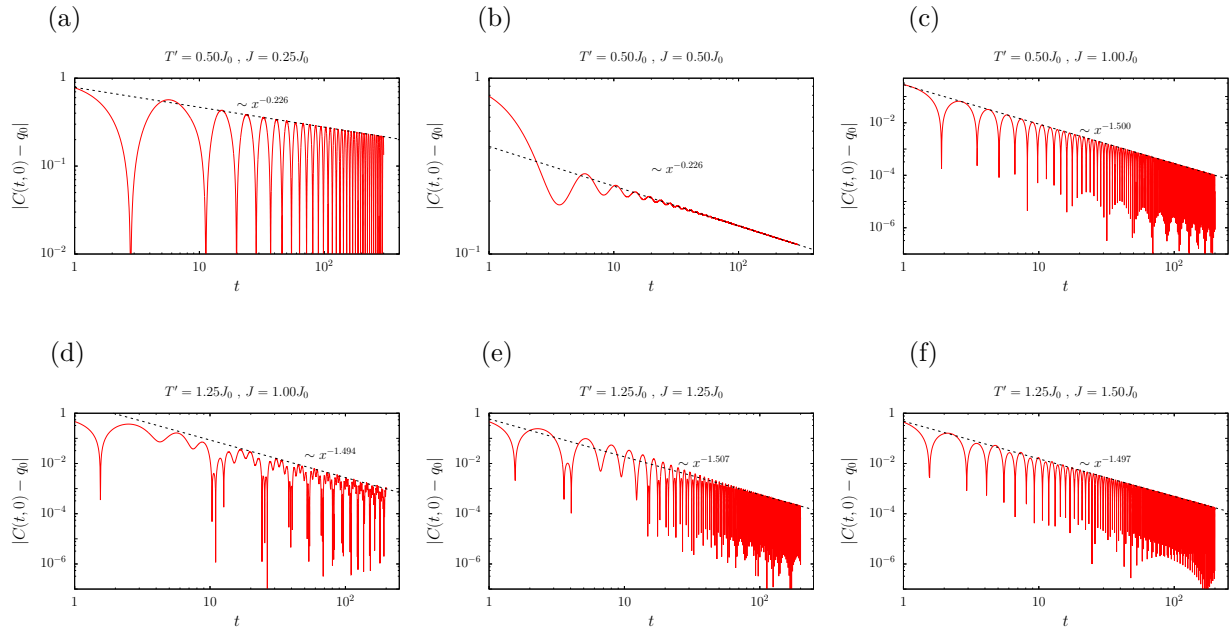 (a)
T′ = 0.50J₀ , J = 0.25J₀
|C(t, 0) − q₀|
1
10⁻¹
10⁻²
∼ x⁻⁰·²²⁶
1
10
10²
t
(b)
T′ = 0.50J₀ , J = 0.50J₀
|C(t, 0) − q₀|
1
10⁻¹
∼ x⁻⁰·²²⁶
1
10
10²
t
(c)
T′ = 0.50J₀ , J = 1.00J₀
|C(t, 0) − q₀|
1
10⁻²
10⁻⁴
10⁻⁶
∼ x⁻¹·⁵⁰⁰
1
10
10²
t
(d)
T′ = 1.25J₀ , J = 1.00J₀
|C(t, 0) − q₀|
1
10⁻²
10⁻⁴
10⁻⁶
∼ x⁻¹·⁴⁹⁴
1
10
10²
t
(e)
T′ = 1.25J₀ , J = 1.25J₀
|C(t, 0) − q₀|
1
10⁻²
10⁻⁴
10⁻⁶
∼ x⁻¹·⁵⁰⁷
1
10
10²
t
(f)
T′ = 1.25J₀ , J = 1.50J₀
|C(t, 0) − q₀|
1
10⁻²
10⁻⁴
10⁻⁶
∼ x⁻¹·⁴⁹⁷
1
10
10²
t